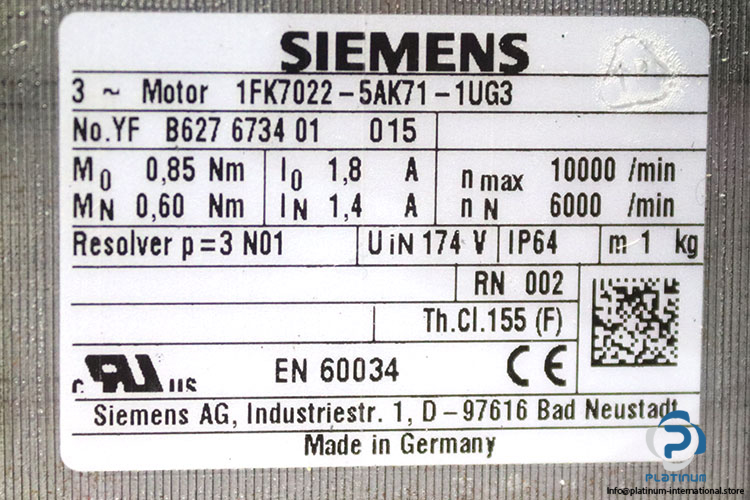 SIEMENS
3 ~ Motor 1FK7022-5AK71-1UG3
No.YF B627 6734 01 015
M0 0,85 Nm I0 1,8 A n max 10000 /min
MN 0,60 Nm IN 1,4 A n N 6000 /min
Resolver p=3 N01 UiN 174 V IP64 m 1 kg
RN 002
Th.Cl.155 (F)
c RU US EN 60034 CE
Siemens AG, Industriestr. 1, D-97616 Bad Neustadt
Made in Germany
PLATINUM
Info@platinum-international.store